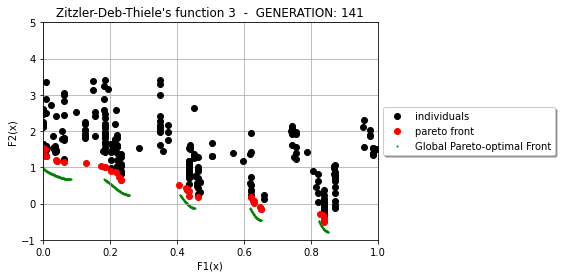 Zitzler-Deb-Thiele's function 3 - GENERATION: 141
5
4
3
2
1
0
−1
F2(x)
0.0 0.2 0.4 0.6 0.8 1.0
F1(x)
individuals
pareto front
Global Pareto-optimal Front